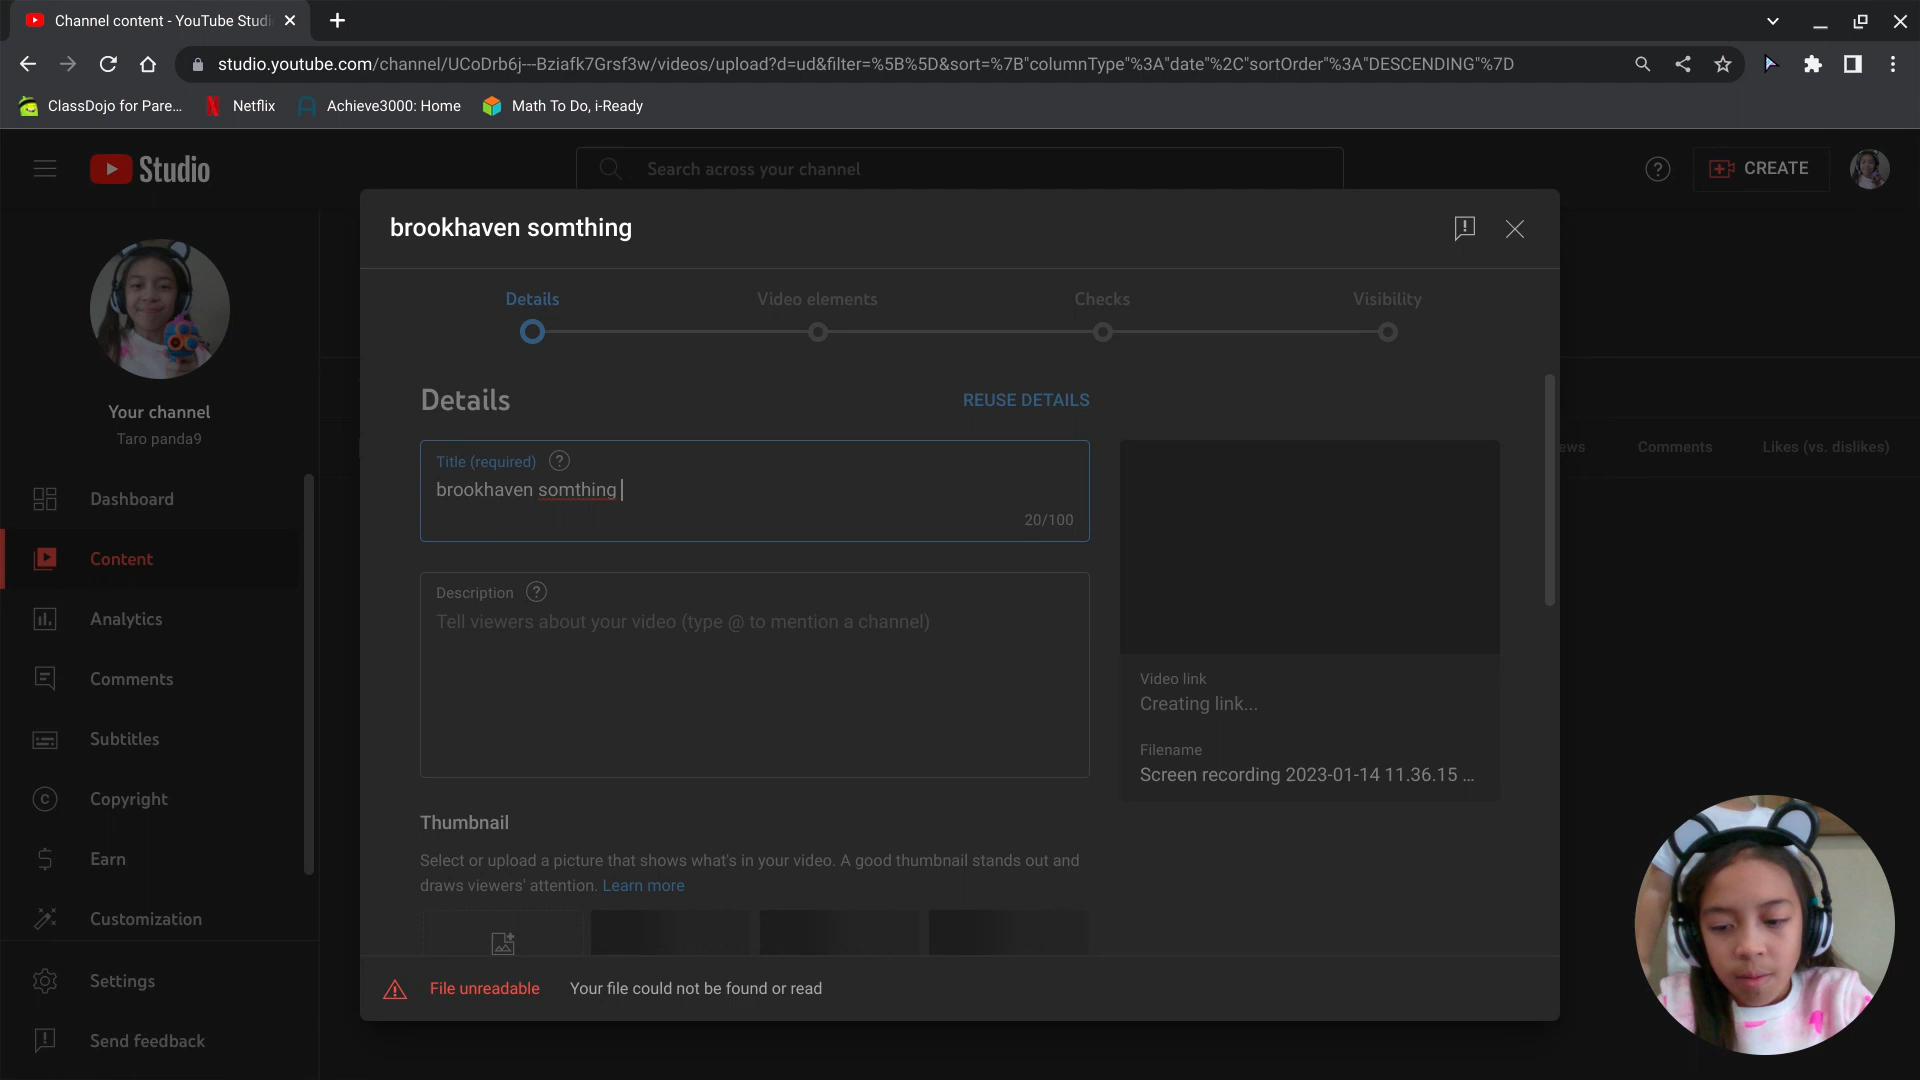 Channel content - YouTube Studi
studio.youtube.com/channel/UCoDrb6j---Bziafk7Grsf3w/videos/upload?d=ud&filter=%5B%5D&sort=%7B"columnType"%3A"date"%2C"sortOrder"%3A"DESCENDING"%7D
ClassDojo for Pare...
Netflix
Achieve3000: Home
Math To Do, i-Ready
Studio
Search across your channel
CREATE
brookhaven somthing
Details
Video elements
Checks
Visibility
Your channel
Taro panda9
Dashboard
Content
Analytics
Comments
Subtitles
Copyright
Earn
Customization
Settings
Send feedback
Details
REUSE DETAILS
Title (required)
brookhaven somthing
20/100
Description
Tell viewers about your video (type @ to mention a channel)
Video link
Creating link...
Filename
Screen recording 2023-01-14 11.36.15 ...
Thumbnail
Select or upload a picture that shows what's in your video. A good thumbnail stands out and
draws viewers' attention. Learn more
File unreadable
Your file could not be found or read
ews
Comments
Likes (vs. dislikes)